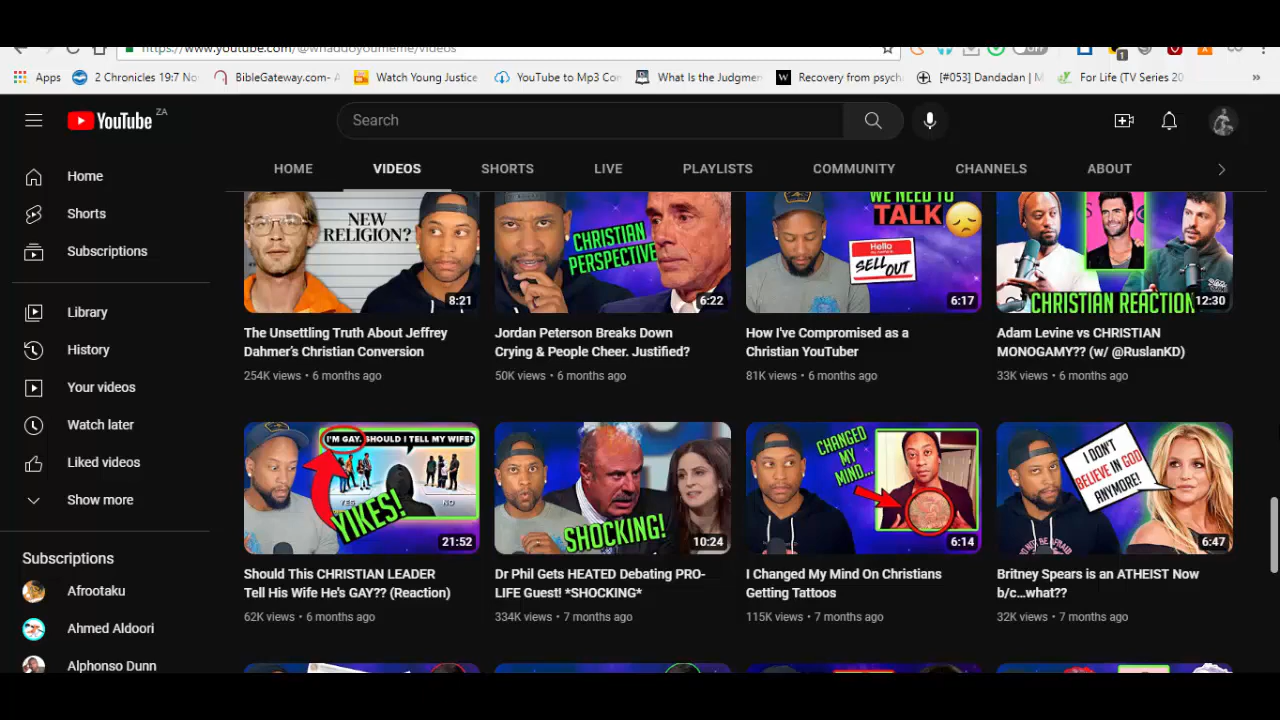 https://www.youtube.com/@whaddoyoumeme/videos
1
Apps
2 Chronicles 19:7 No
BibleGateway.com- A
Watch Young Justice
YouTube to Mp3 Con
What Is the Judgmen
W
Recovery from psych
[#053] Dandadan | M
For Life (TV Series 20
»
YouTube
ZA
Search
HOME
VIDEOS
SHORTS
LIVE
PLAYLISTS
COMMUNITY
CHANNELS
ABOUT
Home
Shorts
Subscriptions
Library
History
Your videos
Watch later
Liked videos
Show more
Subscriptions
Afrootaku
Ahmed Aldoori
Alphonso Dunn
NEW
RELIGION?
8:21
The Unsettling Truth About Jeffrey
Dahmer's Christian Conversion
254K views • 6 months ago
CHRISTIAN
PERSPECTIVE
6:22
Jordan Peterson Breaks Down
Crying & People Cheer. Justified?
50K views • 6 months ago
WE NEED TO
TALK
Hello
SELL OUT
6:17
How I've Compromised as a
Christian YouTuber
81K views • 6 months ago
CHRISTIAN REACTION
12:30
Adam Levine vs CHRISTIAN
MONOGAMY?? (w/ @RuslanKD)
33K views • 6 months ago
I'M GAY. SHOULD I TELL MY WIFE?
YES
NO
YIKES!
21:52
Should This CHRISTIAN LEADER
Tell His Wife He's GAY?? (Reaction)
62K views • 6 months ago
SHOCKING!
10:24
Dr Phil Gets HEATED Debating PRO-
LIFE Guest! *SHOCKING*
334K views • 7 months ago
CHANGED
MY
MIND...
6:14
I Changed My Mind On Christians
Getting Tattoos
115K views • 7 months ago
I DON'T
BELIEVE IN GOD
ANYMORE!
6:47
Britney Spears is an ATHEIST Now
b/c...what??
32K views • 7 months ago